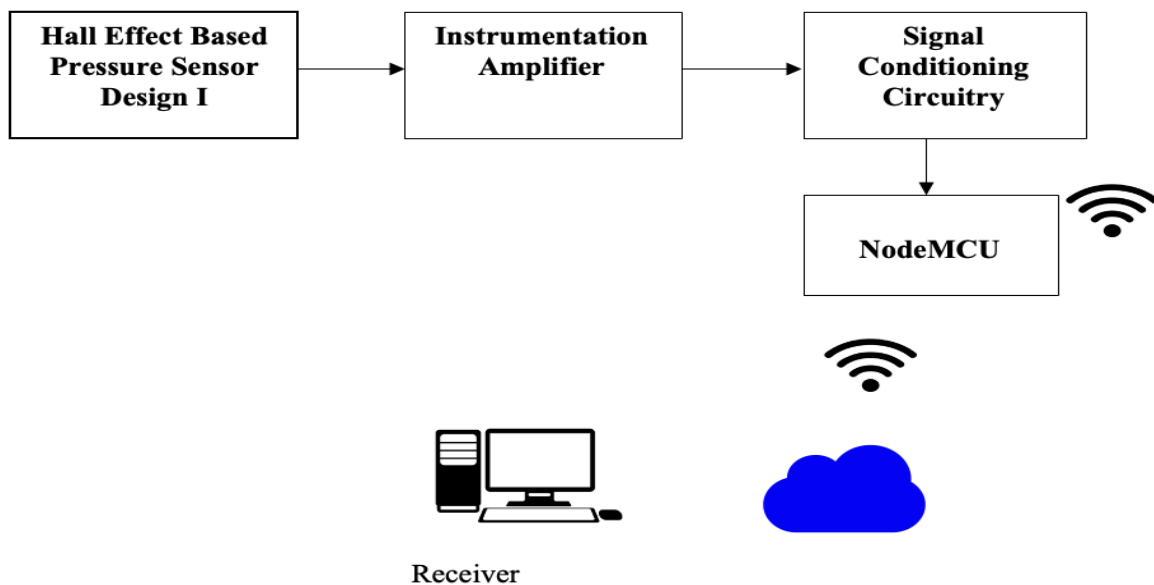 Hall Effect Based
Pressure Sensor
Design I
Instrumentation
Amplifier
Signal
Conditioning
Circuitry
NodeMCU
Receiver